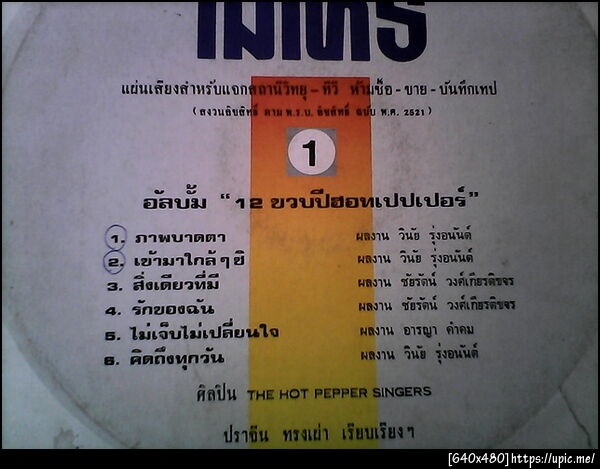 ไมโคร
แผ่นเสียงสำหรับแจกสถานีวิทยุ - ทีวี ห้ามซื้อ - ขาย - บันทึกเทป
( สงวนลิขสิทธิ์ ตาม พ.ร.บ. ลิขสิทธิ์ ฉบับ พ.ศ. 2521 )
1
อัลบั้ม "12 ขวบปีฮอทเปปเปอร์"
1. ภาพบาดตา ผลงาน วินัย รุ่งอนันต์
2. เข้ามาใกล้ๆซิ ผลงาน วินัย รุ่งอนันต์
3. สิ่งเดียวที่มี ผลงาน ชัยรัตน์ วงศ์เกียรติขจร
4. รักของฉัน ผลงาน ชัยรัตน์ วงศ์เกียรติขจร
5. ไม่เจ็บไม่เปลี่ยนใจ ผลงาน อารญา คำคม
6. คิดถึงทุกวัน ผลงาน วินัย รุ่งอนันต์
ศิลปิน THE HOT PEPPER SINGERS
ปราจีน ทรงเผ่า เรียบเรียงฯ
[640x480]https://upic.me/